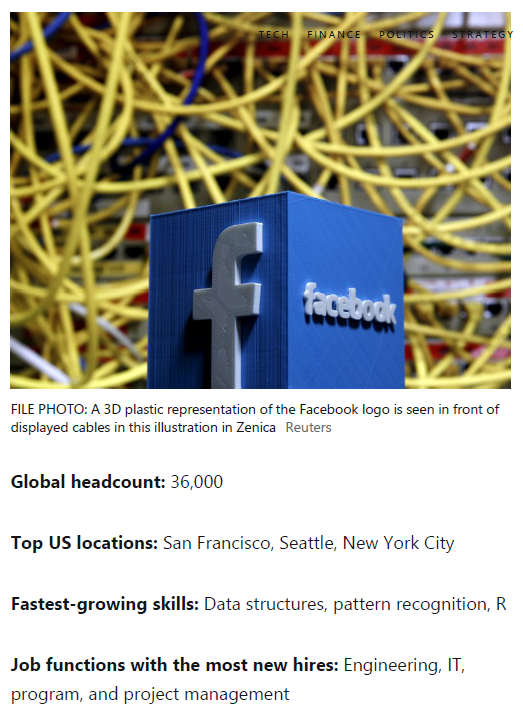 TECH FINANCE POLITICS STRATEGY
f
facebook
FILE PHOTO: A 3D plastic representation of the Facebook logo is seen in front of
displayed cables in this illustration in Zenica Reuters
Global headcount: 36,000
Top US locations: San Francisco, Seattle, New York City
Fastest-growing skills: Data structures, pattern recognition, R
Job functions with the most new hires: Engineering, IT,
program, and project management